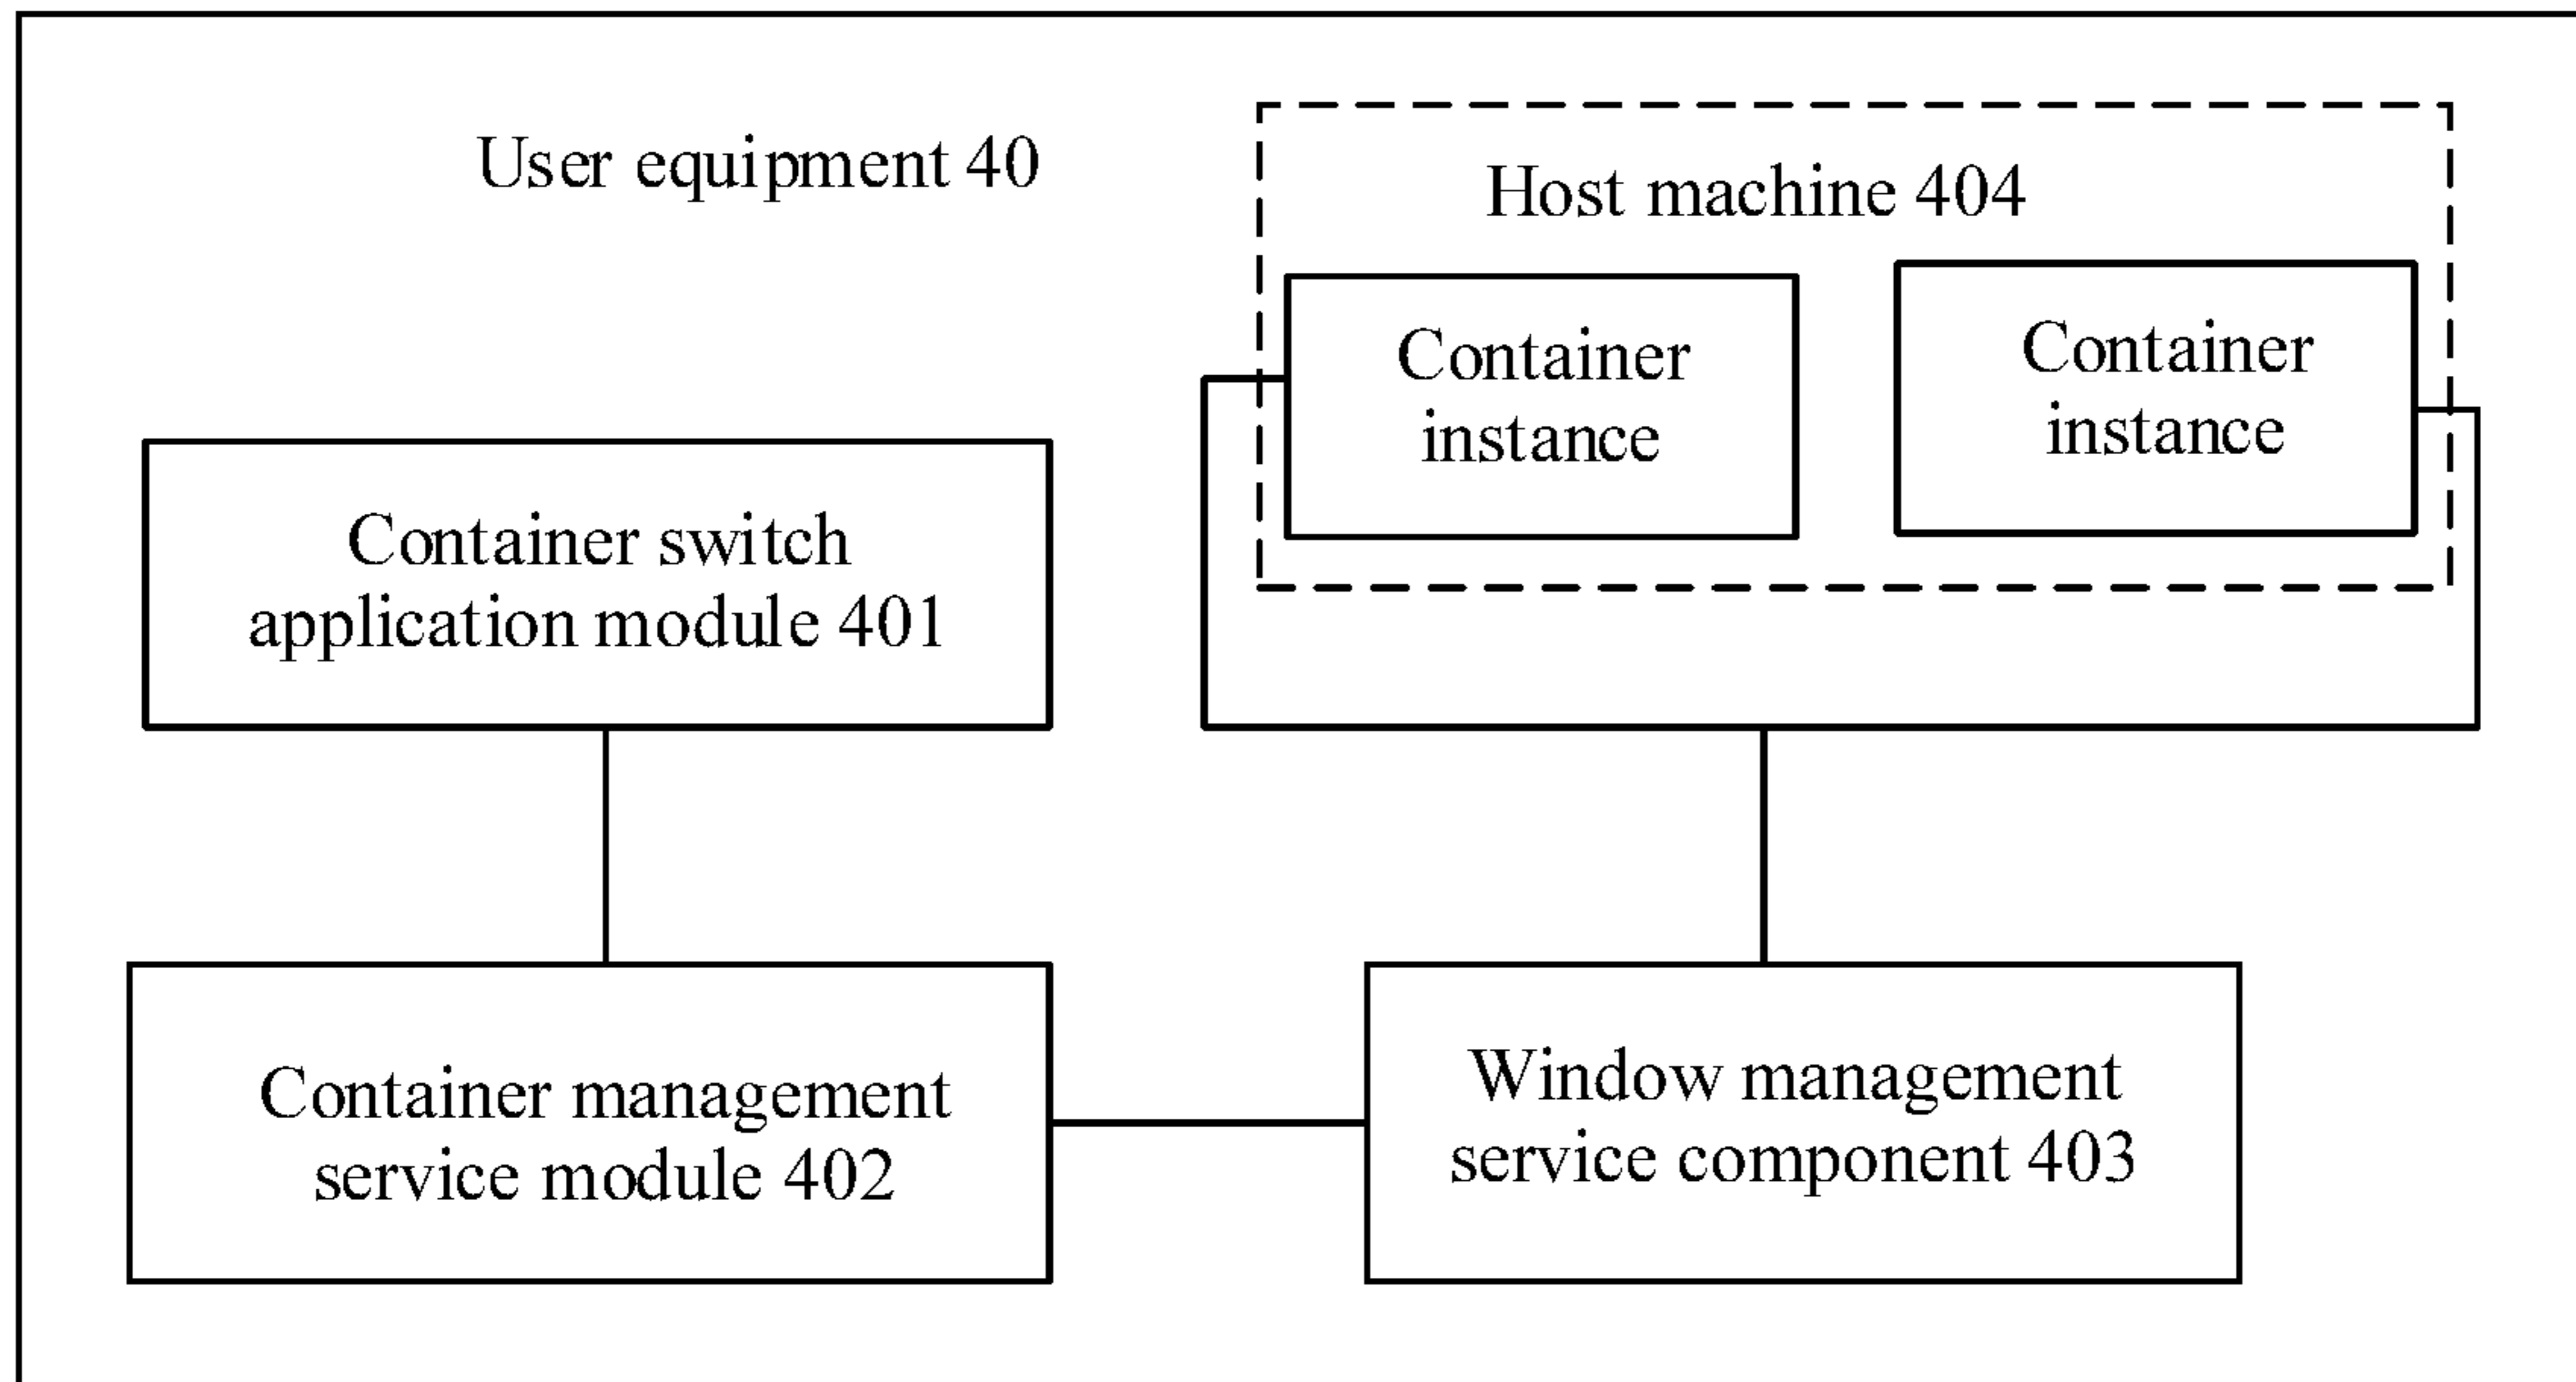 User equipment 40
Host machine 404
Container
instance
Container
instance
Container switch
application module 401
Container management
service module 402
Window management
service component 403